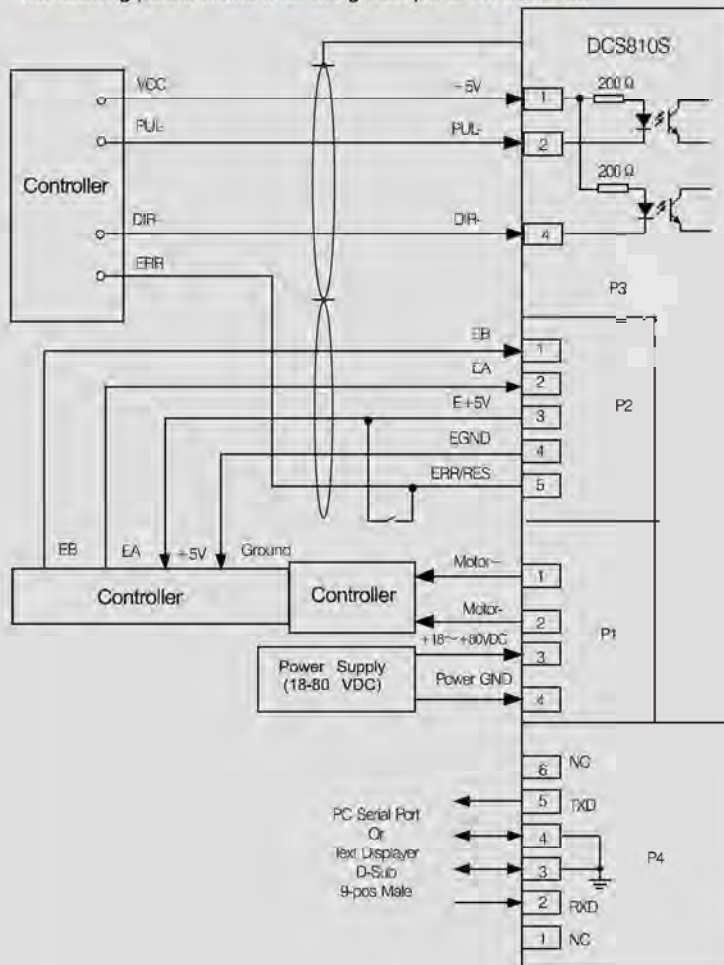 DCS810S
VCC
+5V
1
200 Ω
PUL-
PUL-
2
Controller
200 Ω
DIR-
DIR-
4
ERR
P3
EB
1
EA
2
P2
E+5V
3
EGND
4
ERR/RES
5
EB EA +5V Ground
Controller
Controller
Motor-
1
Motor-
2
P1
+18~+80VDC
3
Power Supply
(18-80 VDC)
Power GND
4
6 NC
5 TXD
PC Serial Port
Or
Text Displayer
D-Sub
9-pos Male
4
P4
3
2 RXD
1 NC